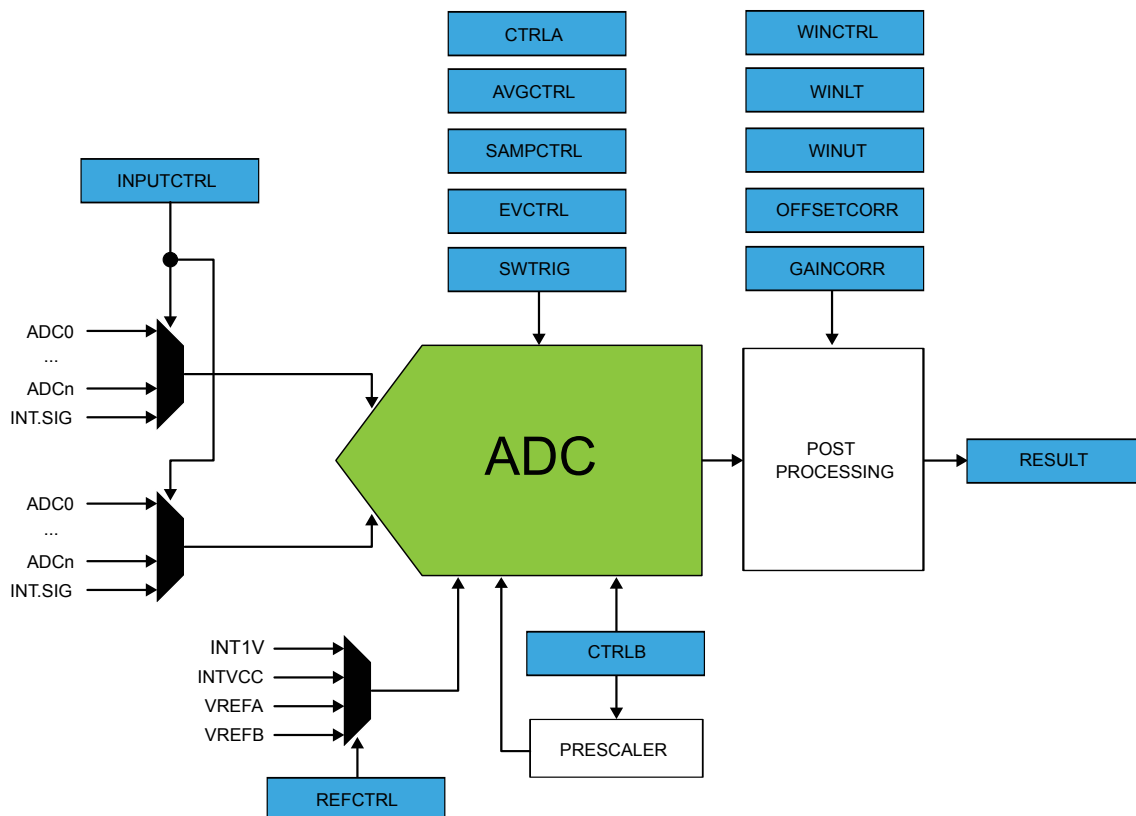 CTRLA
WINCTRL
AVGCTRL
WINLT
SAMPCTRL
WINUT
INPUTCTRL
EVCTRL
OFFSETCORR
SWTRIG
GAINCORR
ADC0
...
ADCn
INT.SIG
ADC
POST
PROCESSING
RESULT
ADC0
...
ADCn
INT.SIG
INT1V
INTVCC
VREFA
VREFB
CTRLB
PRESCALER
REFCTRL